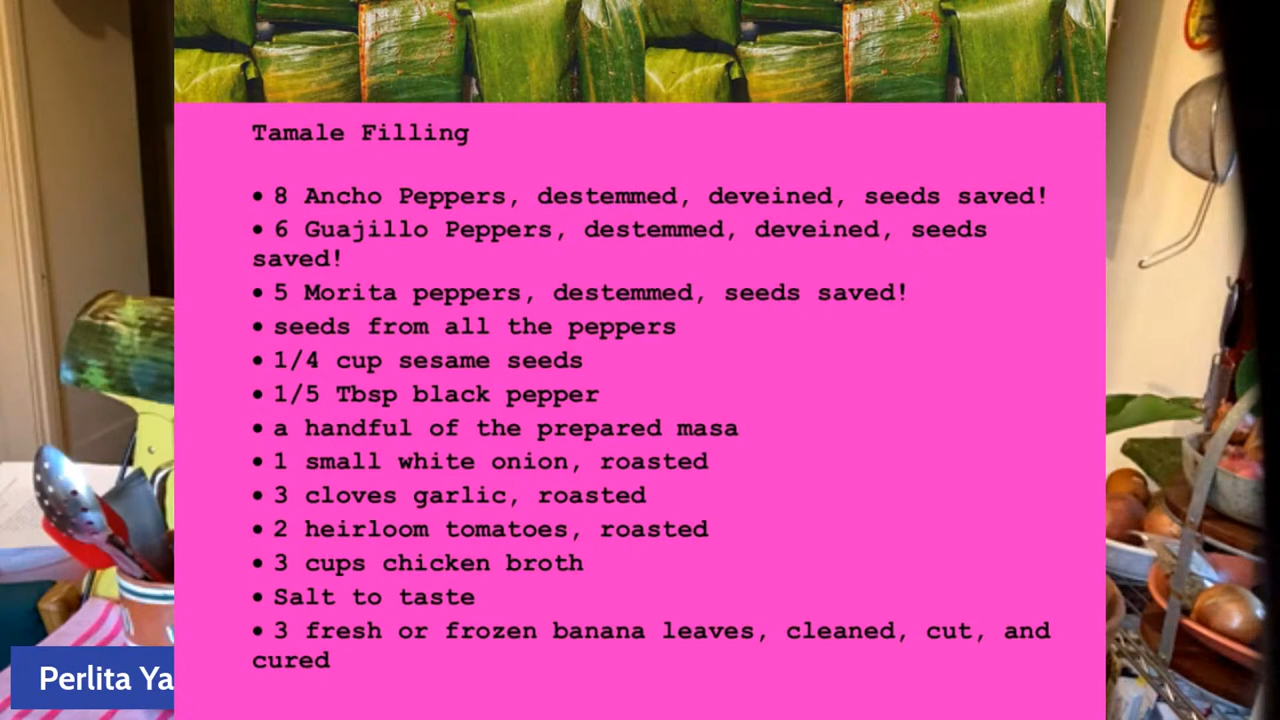 Tamale Filling
• 8 Ancho Peppers, destemmed, deveined, seeds saved!
• 6 Guajillo Peppers, destemmed, deveined, seeds
saved!
• 5 Morita peppers, destemmed, seeds saved!
• seeds from all the peppers
• 1/4 cup sesame seeds
• 1/5 Tbsp black pepper
• a handful of the prepared masa
• 1 small white onion, roasted
• 3 cloves garlic, roasted
• 2 heirloom tomatoes, roasted
• 3 cups chicken broth
• Salt to taste
• 3 fresh or frozen banana leaves, cleaned, cut, and
cured
Perlita Ya